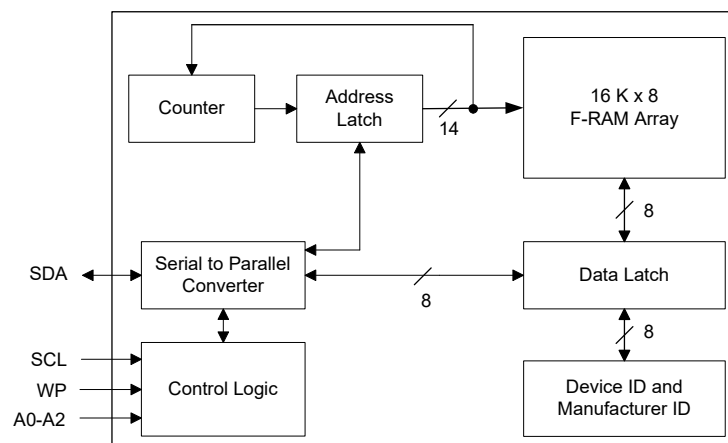 Counter
Address
Latch
14
16 K x 8
F-RAM Array
8
SDA
Serial to Parallel
Converter
8
Data Latch
8
SCL
WP
A0-A2
Control Logic
Device ID and
Manufacturer ID